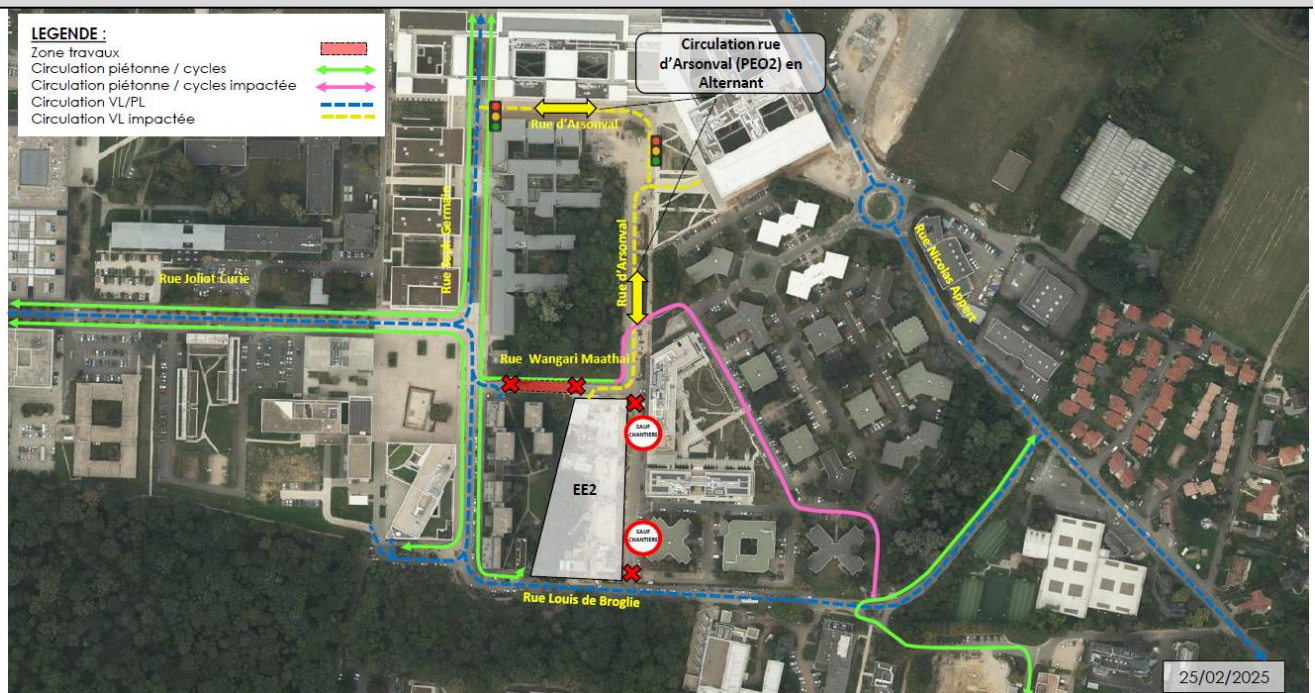 LEGENDE :
Zone travaux
Circulation piétonne / cycles
Circulation piétonne / cycles impactée
Circulation VL/PL
Circulation VL impactée
Circulation rue
d'Arsonval (PEO2) en
Alternant
Rue d'Arsonval
Rue d'Arsonval
Rue Germain
Rue Joliot Curie
Rue Nicolas Appert
Rue Wangari Maathai
SAUF
CHANTIERS
EE2
SAUF
CHANTIERS
Rue Louis de Broglie
25/02/2025